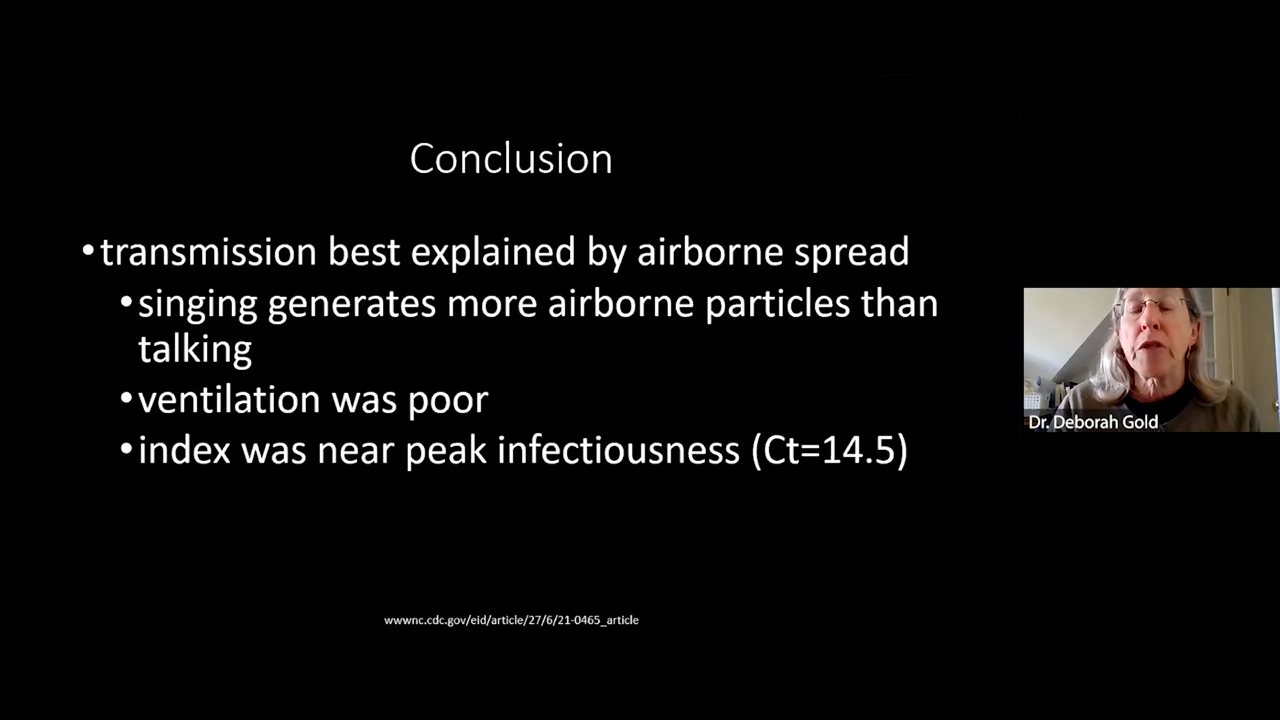 Conclusion
•transmission best explained by airborne spread
•singing generates more airborne particles than
talking
•ventilation was poor
•index was near peak infectiousness (Ct=14.5)
Dr. Deborah Gold
wwwnc.cdc.gov/eid/article/27/6/21-0465_article